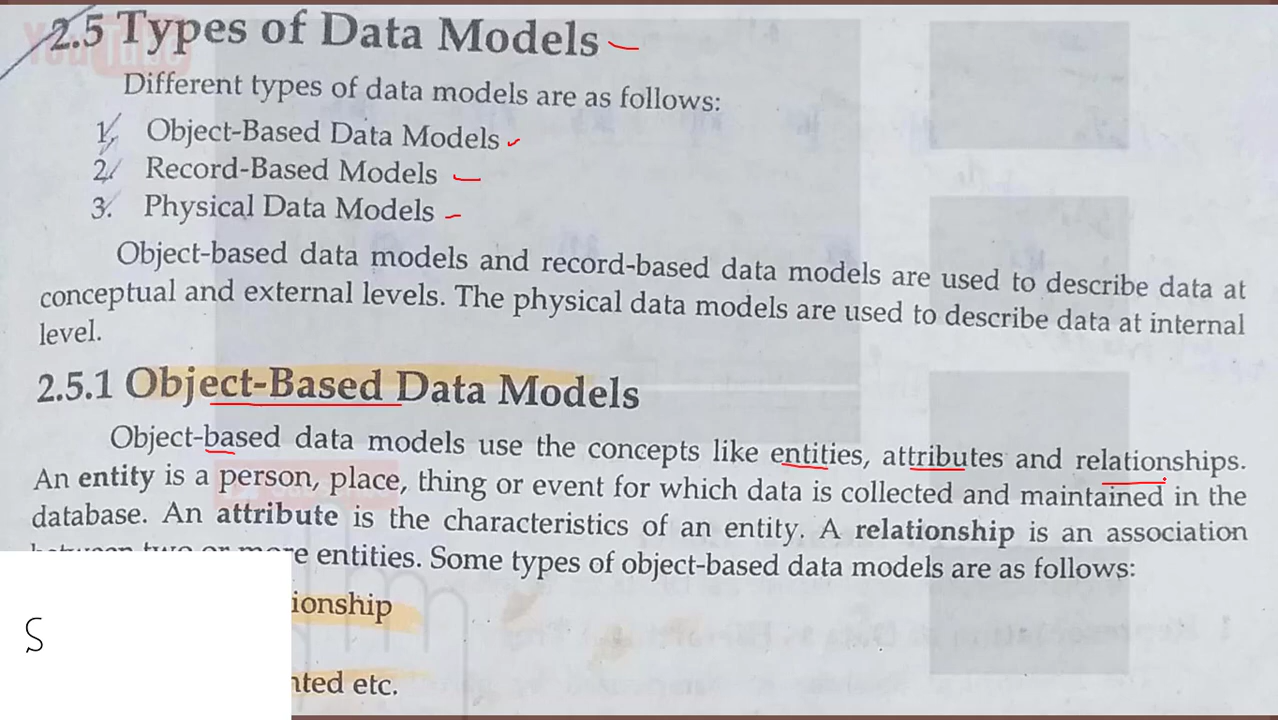 2.5 Types of Data Models
Different types of data models are as follows:
1. Object-Based Data Models
2. Record-Based Models
3. Physical Data Models
Object-based data models and record-based data models are used to describe data at
conceptual and external levels. The physical data models are used to describe data at internal
level.
2.5.1 Object-Based Data Models
Object-based data models use the concepts like entities, attributes and relationships.
An entity is a person, place, thing or event for which data is collected and maintained in the
database. An attribute is the characteristics of an entity. A relationship is an association
entities. Some types of object-based data models are as follows:
ionship
S
nted etc.